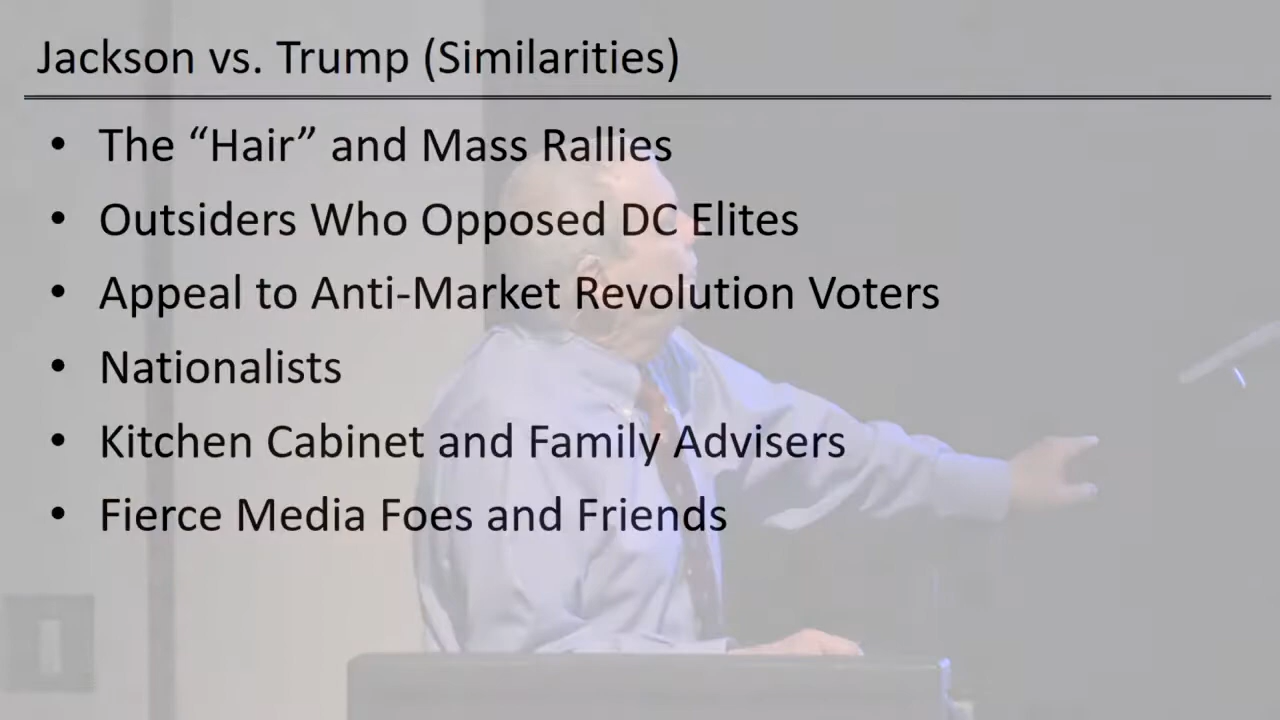 Jackson vs. Trump (Similarities)
• The “Hair” and Mass Rallies
• Outsiders Who Opposed DC Elites
• Appeal to Anti-Market Revolution Voters
• Nationalists
• Kitchen Cabinet and Family Advisers
• Fierce Media Foes and Friends